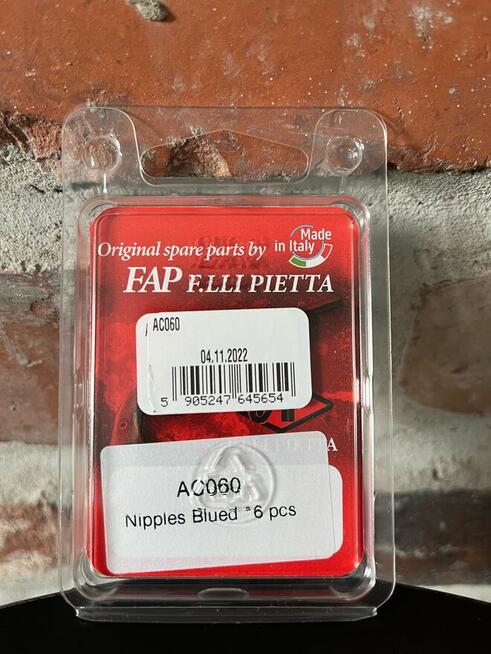 Made
in Italy
Original spare parts by
FAP F.LLI PIETTA
AC060
04.11.2022
5 905247 645654
AC060
Nipples Blued *6 pcs